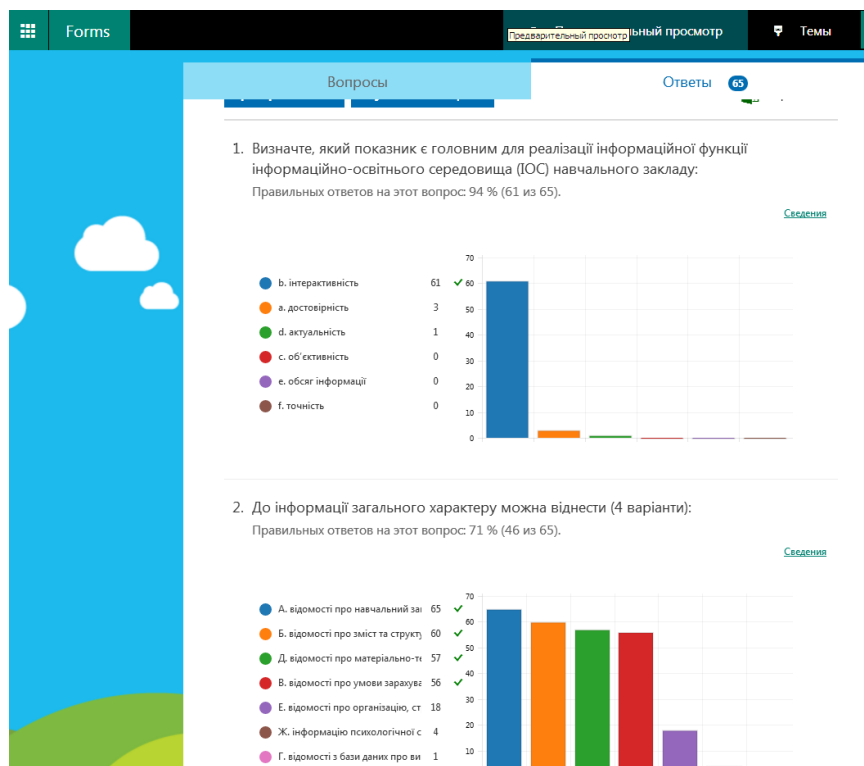 Forms
Предварительный просмотр
ьный просмотр
Темы
Вопросы
Ответы 65
1. Визначте, який показник є головним для реалізації інформаційної функції
інформаційно-освітнього середовища (ІОС) навчального закладу:
Правильных ответов на этот вопрос: 94 % (61 из 65).
Сведения
b. інтерактивність 61
a. достовірність 3
d. актуальність 1
c. об'єктивність 0
e. обсяг інформації 0
f. точність 0
70
60
50
40
30
20
10
0
2. До інформації загального характеру можна віднести (4 варіанти):
Правильных ответов на этот вопрос: 71 % (46 из 65).
Сведения
А. відомості про навчальний за 65
Б. відомості про зміст та структ 60
Д. відомості про матеріально-т 57
В. відомості про умови зарахува 56
Е. відомості про організацію, ст 18
Ж. інформацію психологічної с 4
Г. відомості з бази даних про ви 1
70
60
50
40
30
20
10